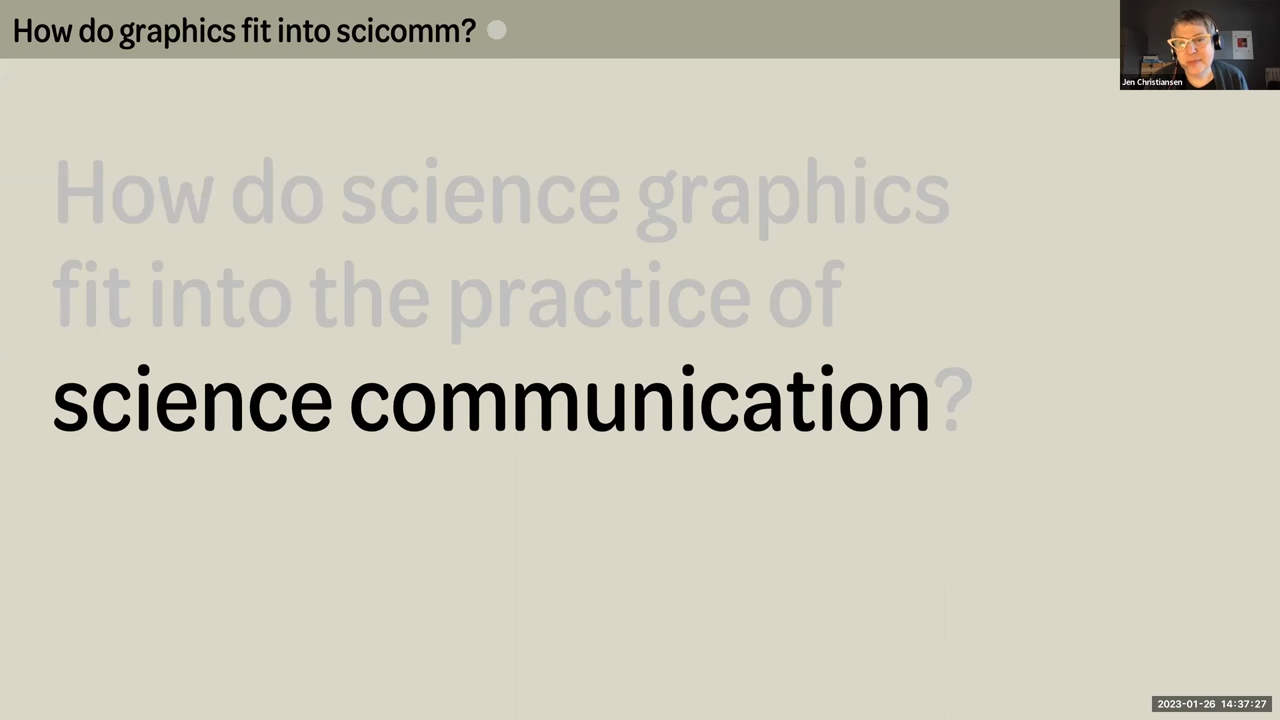 How do graphics fit into scicomm?
Jen Christiansen
How do science graphics
fit into the practice of
science communication?
2023-01-26 14:37:27